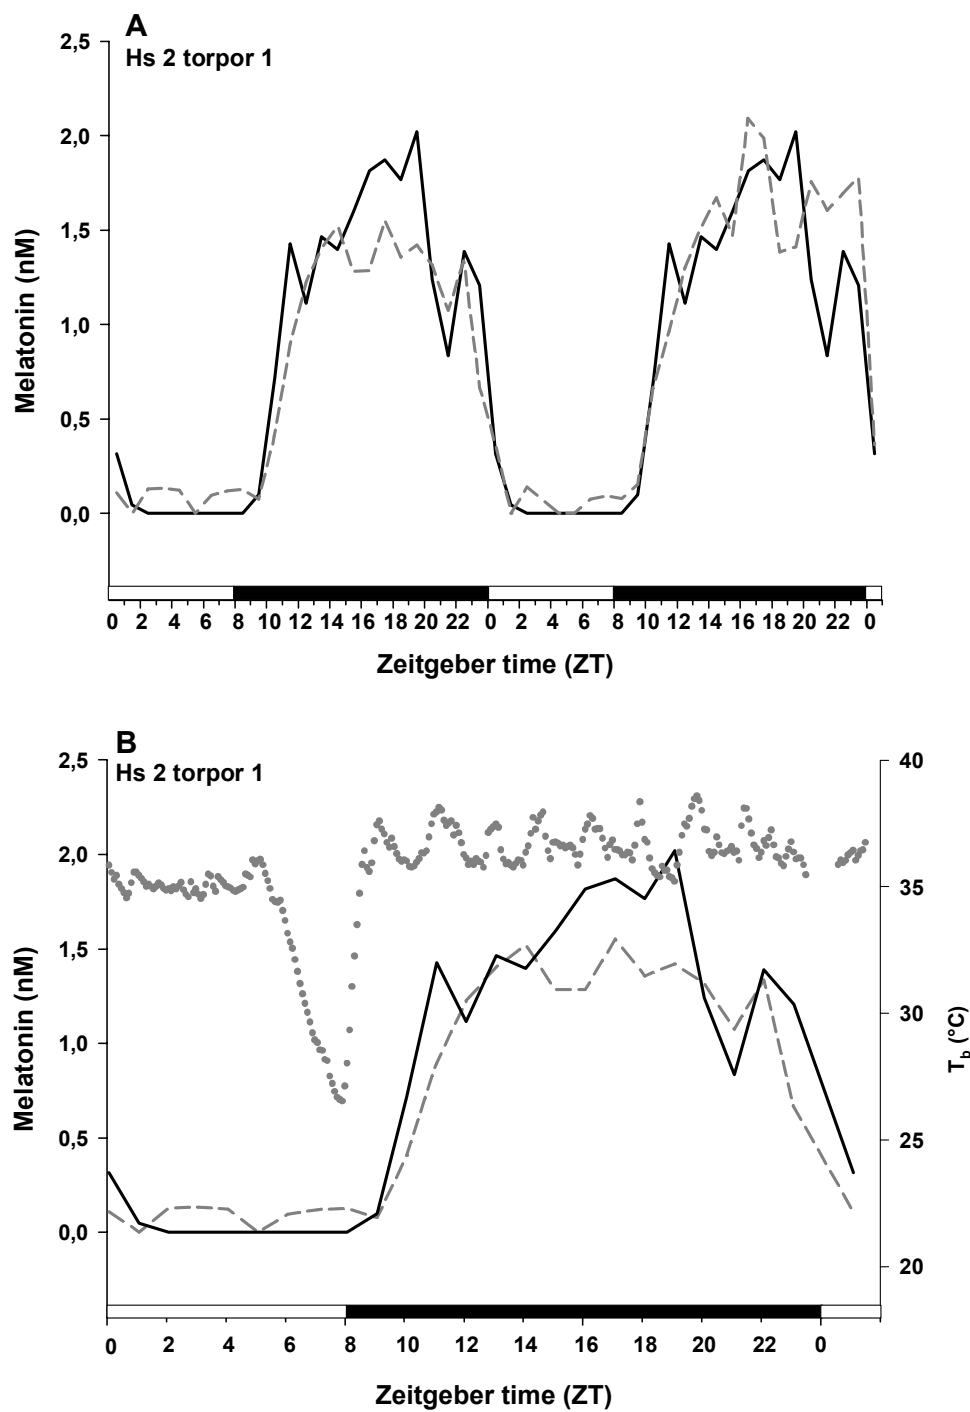 A
Hs 2 torpor 1
2,5
2,0
1,5
1,0
0,5
0,0
Melatonin (nM)
0 2 4 6 8 10 12 14 16 18 20 22 0 2 4 6 8 10 12 14 16 18 20 22 0
Zeitgeber time (ZT)
B
Hs 2 torpor 1
2,5
2,0
1,5
1,0
0,5
0,0
Melatonin (nM)
40
35
30
25
20
Tb (°C)
0 2 4 6 8 10 12 14 16 18 20 22 0
Zeitgeber time (ZT)